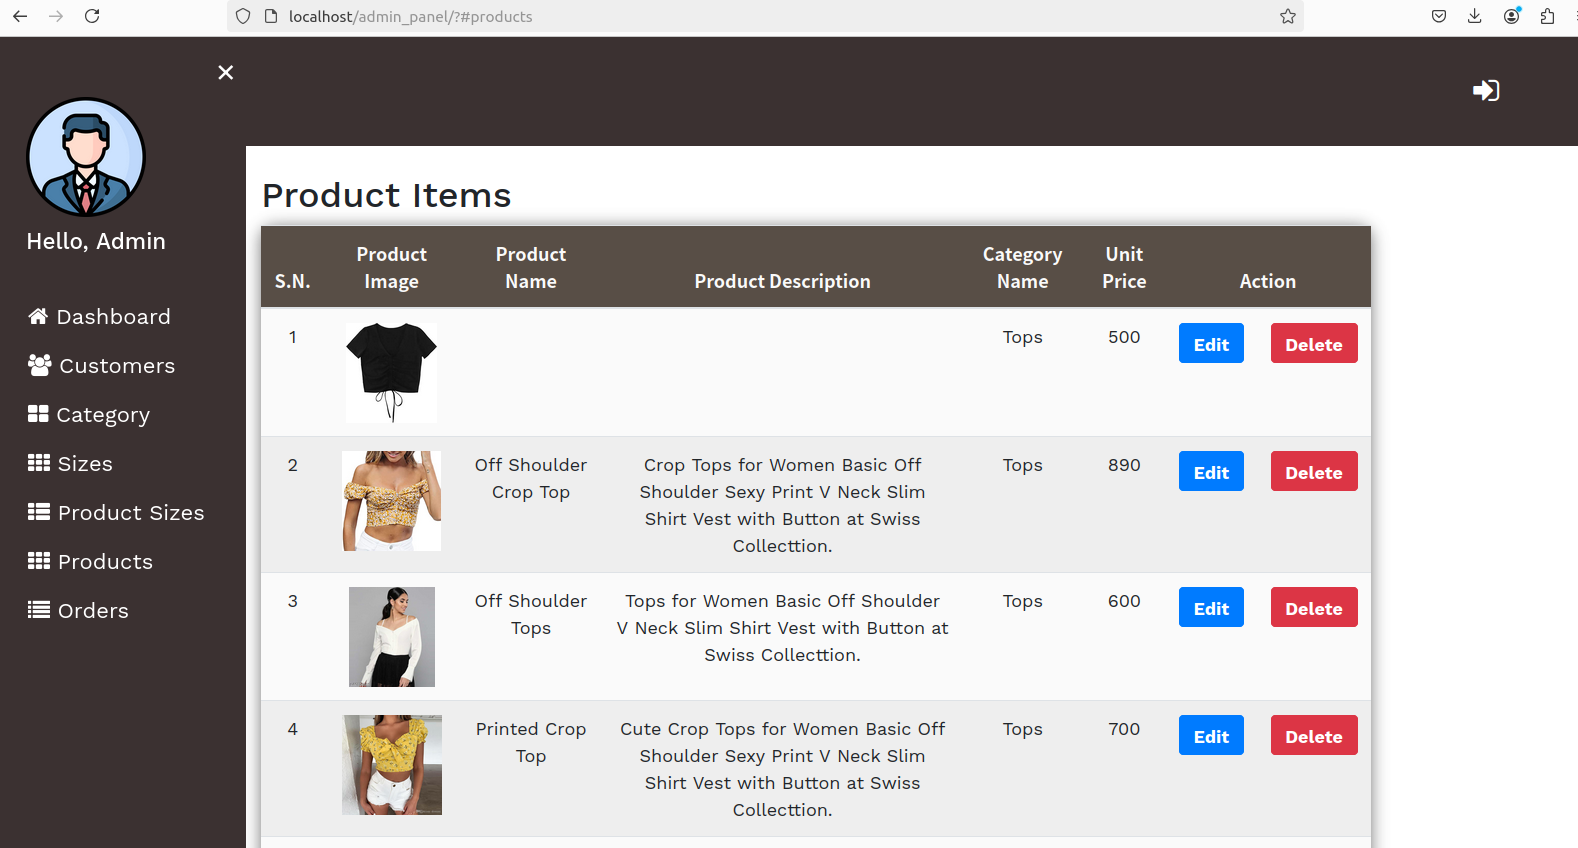 localhost/admin_panel/?#products
Hello, Admin
Dashboard
Customers
Category
Sizes
Product Sizes
Products
Orders
Product Items
S.N. Product Image Product Name Product Description Category Name Unit Price Action
1 Tops 500 Edit Delete
2 Off Shoulder Crop Tops for Women Basic Off Tops 890 Edit Delete
Crop Top Shoulder Sexy Print V Neck Slim
Shirt Vest with Button at Swiss
Collecttion.
3 Off Shoulder Tops for Women Basic Off Shoulder Tops 600 Edit Delete
Tops V Neck Slim Shirt Vest with Button at
Swiss Collecttion.
4 Printed Crop Cute Crop Tops for Women Basic Off Tops 700 Edit Delete
Top Shoulder Sexy Print V Neck Slim
Shirt Vest with Button at Swiss
Collecttion.